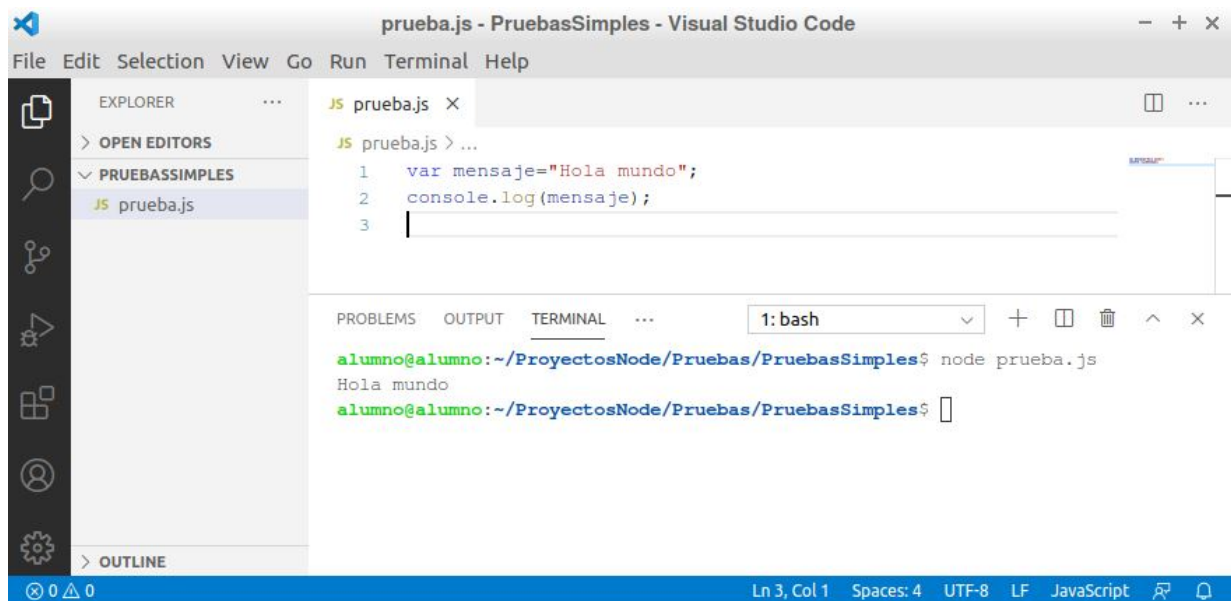 prueba.js - PruebasSimples - Visual Studio Code
File Edit Selection View Go Run Terminal Help
EXPLORER
OPEN EDITORS
PRUEBASSIMPLES
JS prueba.js
OUTLINE
JS prueba.js
JS prueba.js > ...
1 var mensaje="Hola mundo";
2 console.log(mensaje);
3
PROBLEMS OUTPUT TERMINAL ... 1: bash
alumno@alumno:~/ProyectosNode/Pruebas/PruebasSimples$ node prueba.js
Hola mundo
alumno@alumno:~/ProyectosNode/Pruebas/PruebasSimples$
0 0 Ln 3, Col 1 Spaces: 4 UTF-8 LF JavaScript